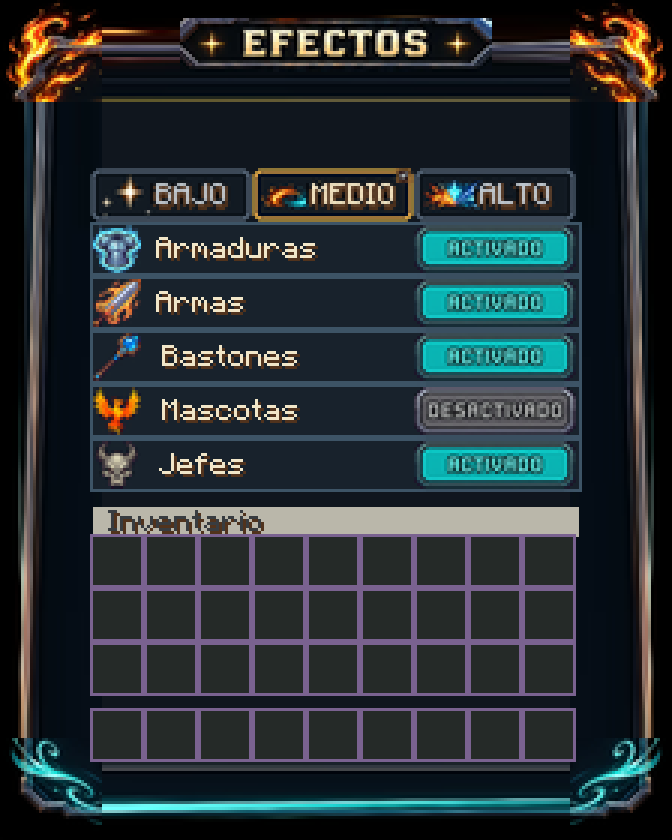 EFECTOS
BAJO MEDIO ALTO
Armaduras ACTIVADO
Armas ACTIVADO
Bastones ACTIVADO
Mascotas DESACTIVADO
Jefes ACTIVADO
Inventario